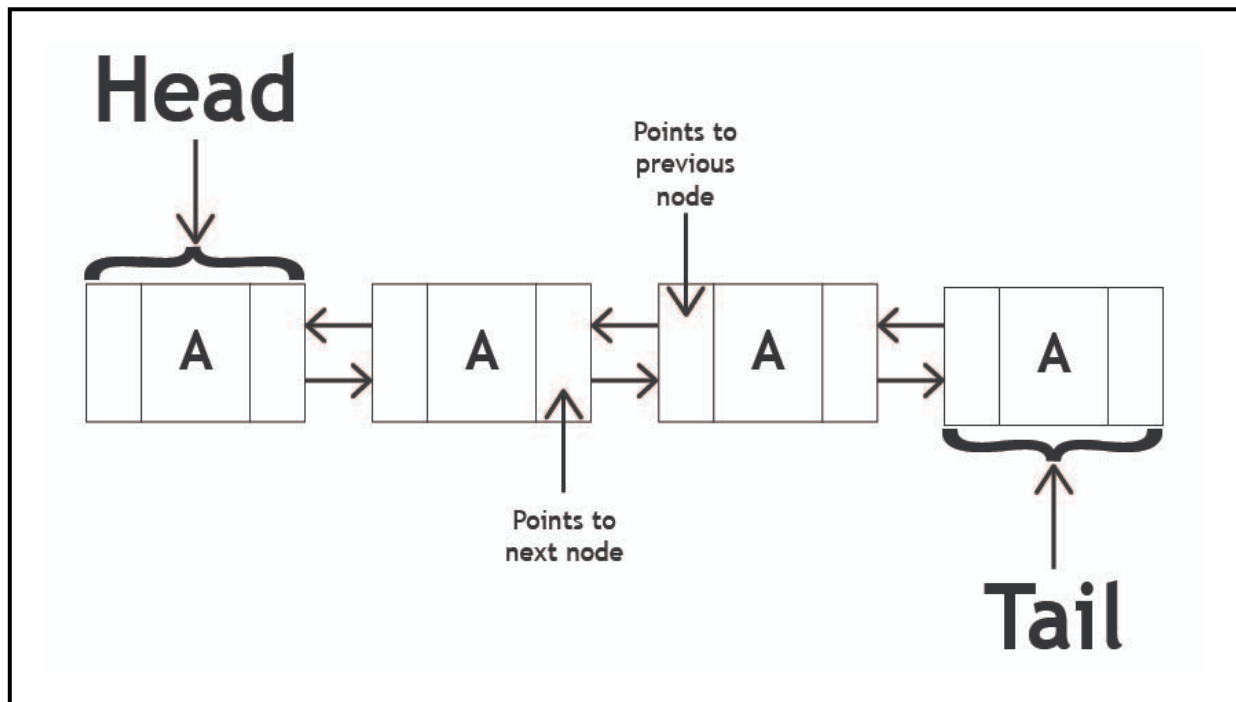 Head
Points to
previous
node
A
A
A
A
Points to
next node
Tail